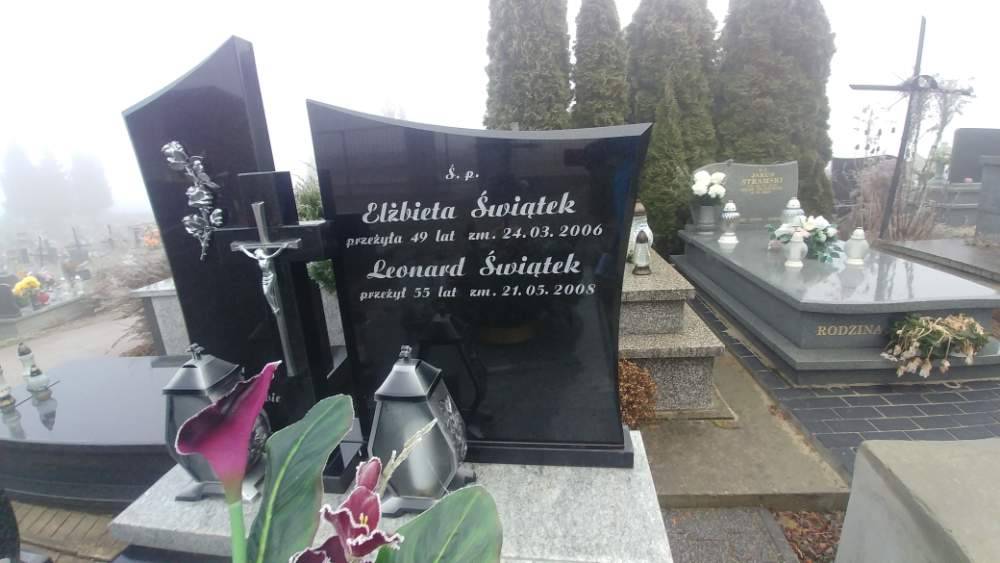 Ś. p.
Elżbieta Świątek
przeżyła 49 lat zm. 24.03.2006
Leonard Świątek
przeżył 55 lat zm. 21.05.2008
RODZINA